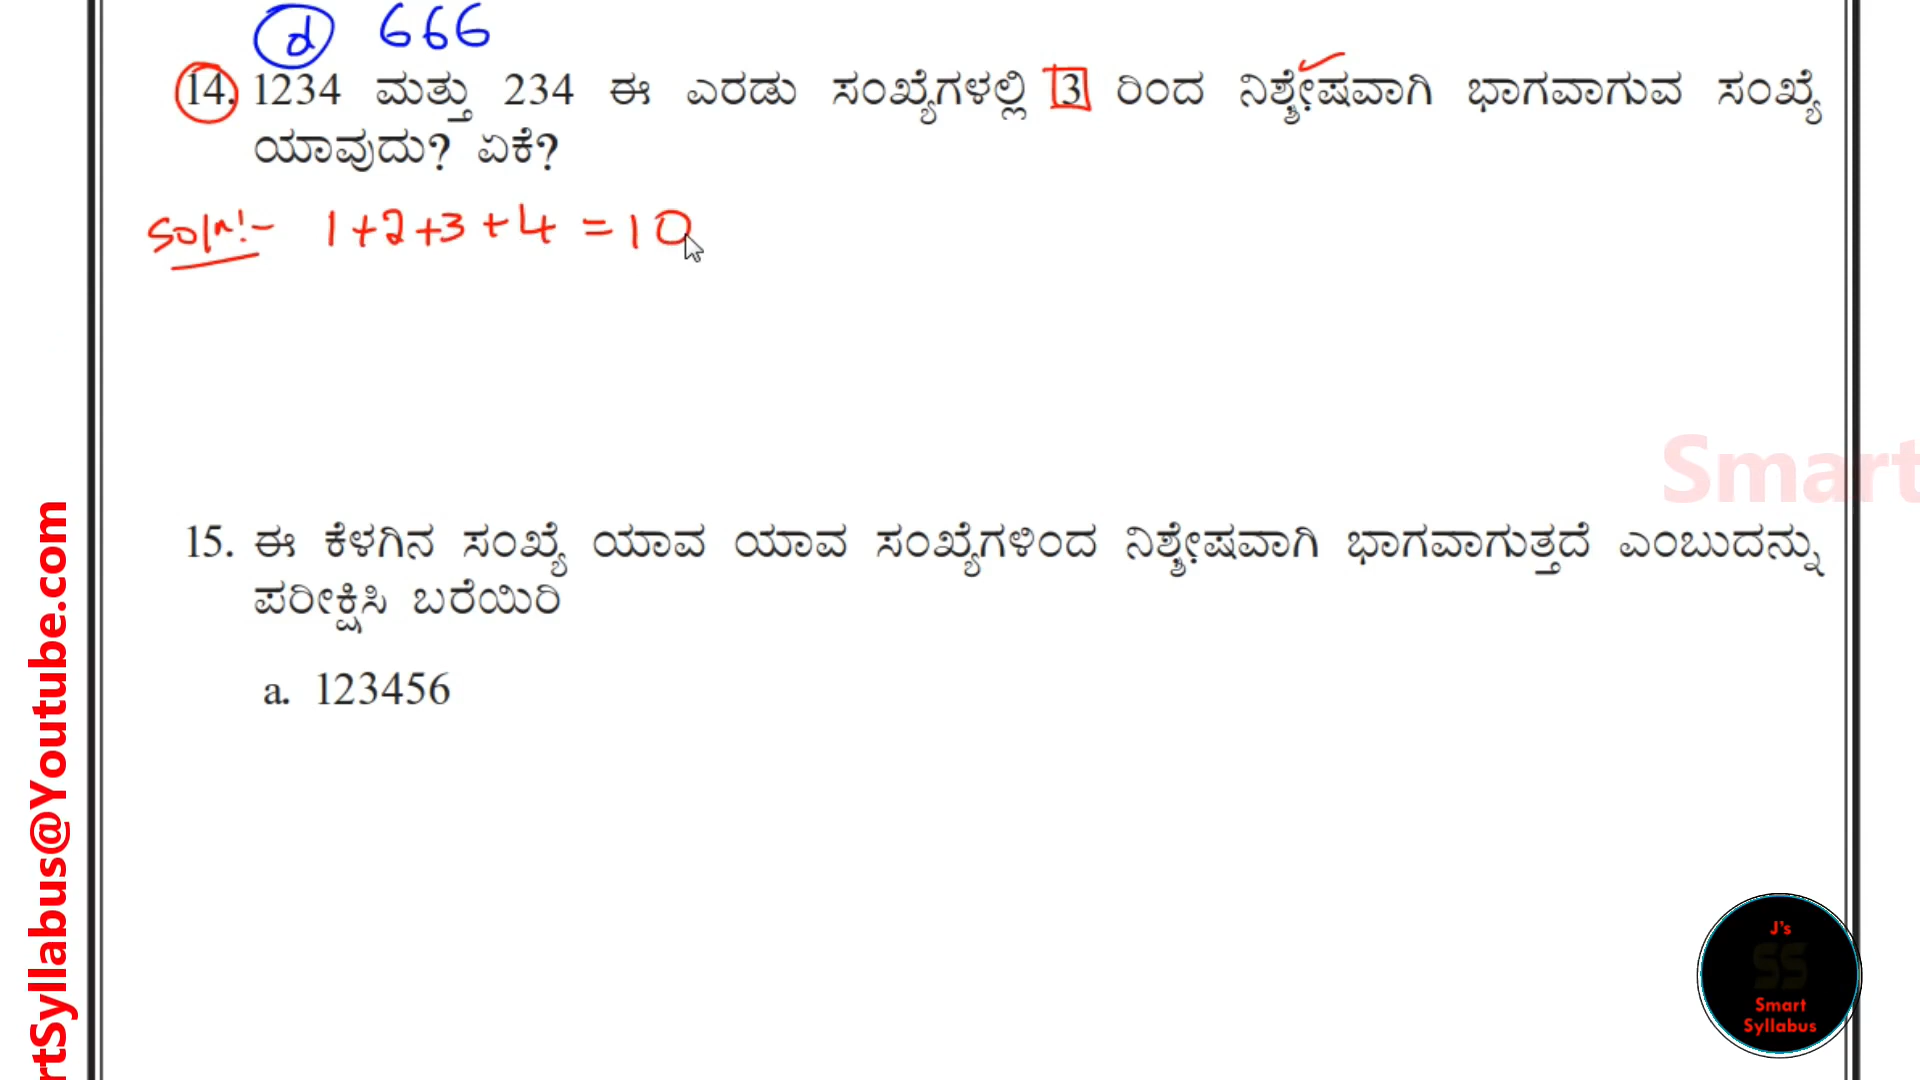 d 666
14. 1234 ಮತ್ತು 234 ಈ ಎರಡು ಸಂಖ್ಯೆಗಳಲ್ಲಿ 3 ರಿಂದ ನಿಶ್ಶೇಷವಾಗಿ ಭಾಗವಾಗುವ ಸಂಖ್ಯೆ
ಯಾವುದು? ಏಕೆ?
Soln:- 1+2+3+4 = 10
15. ಈ ಕೆಳಗಿನ ಸಂಖ್ಯೆ ಯಾವ ಯಾವ ಸಂಖ್ಯೆಗಳಿಂದ ನಿಶ್ಶೇಷವಾಗಿ ಭಾಗವಾಗುತ್ತದೆ ಎಂಬುದನ್ನು
ಪರೀಕ್ಷಿಸಿ ಬರೆಯಿರಿ
a. 123456
Smart
rtSyllabus@Youtube.com
J's
SS
Smart
Syllabus